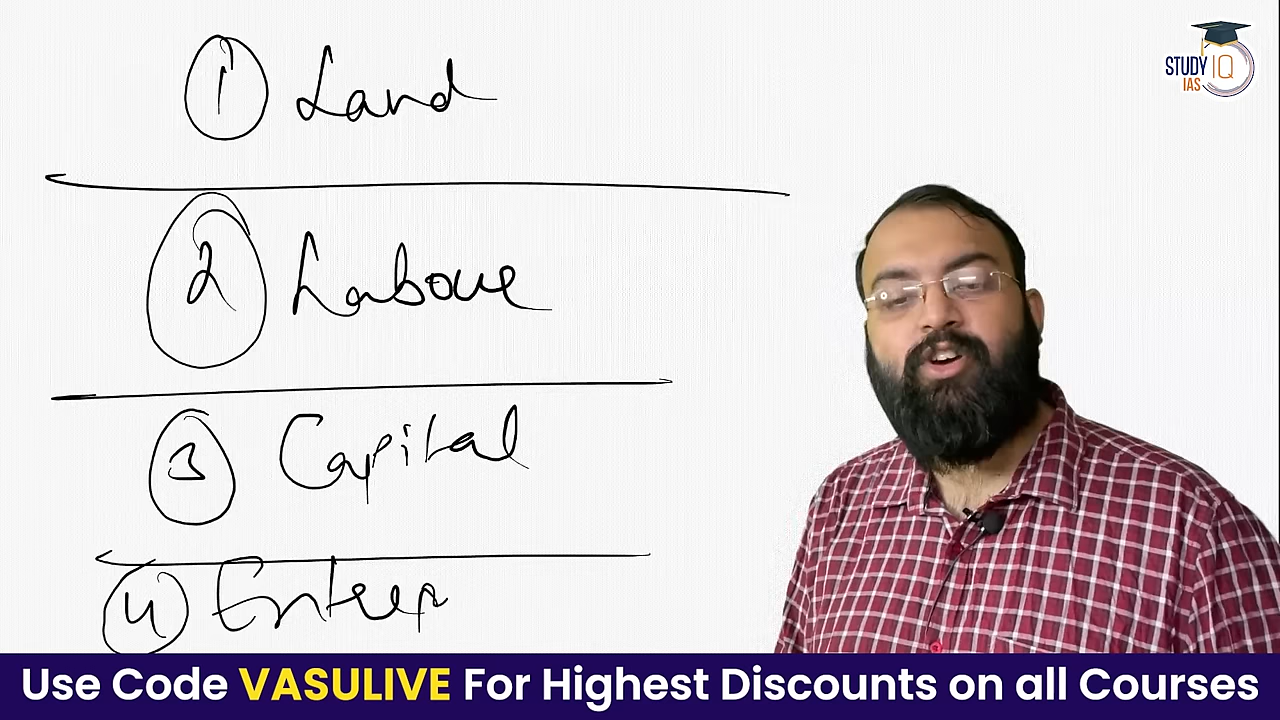 1 Land
STUDY IQ
IAS
2 Labour
3 Capital
4 Entrep
Use Code VASULIVE For Highest Discounts on all Courses